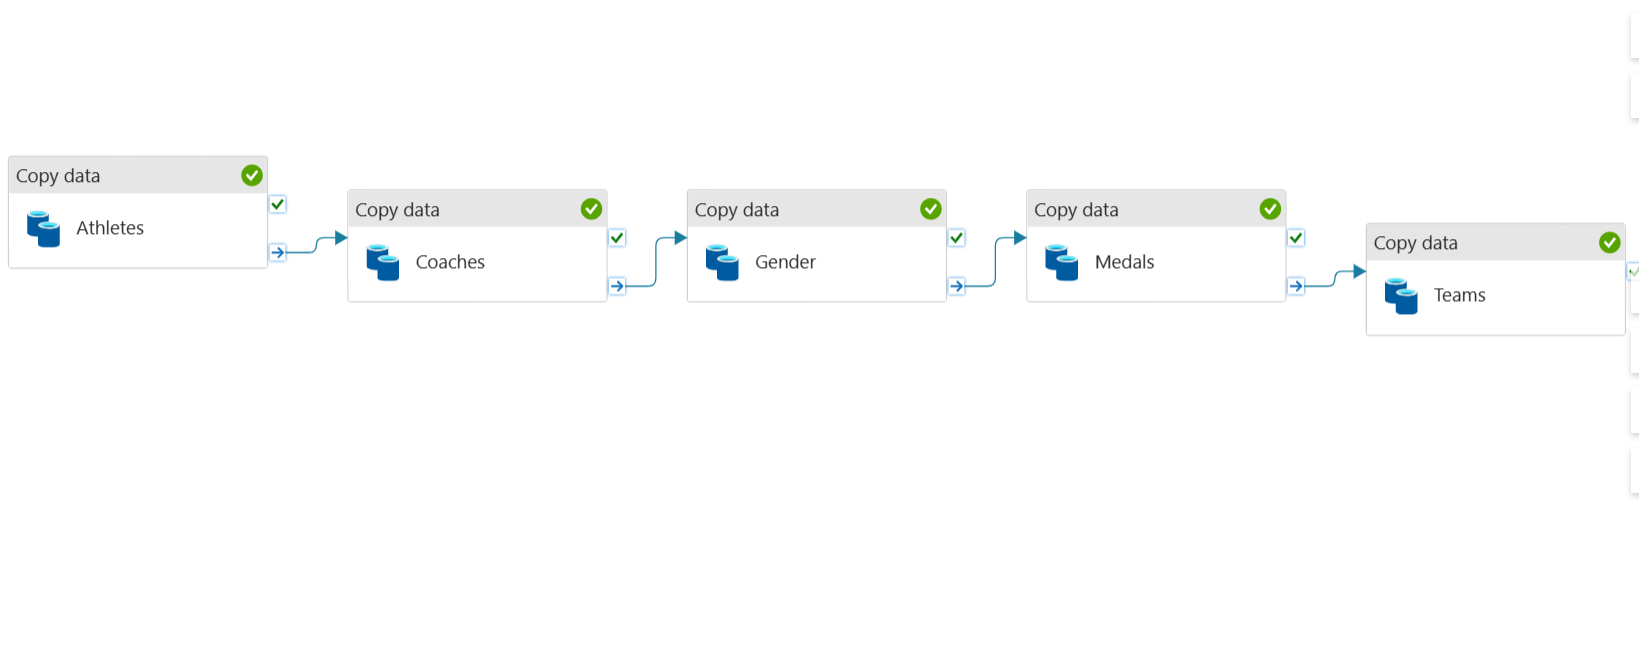 Copy data
Athletes
Copy data
Coaches
Copy data
Gender
Copy data
Medals
Copy data
Teams